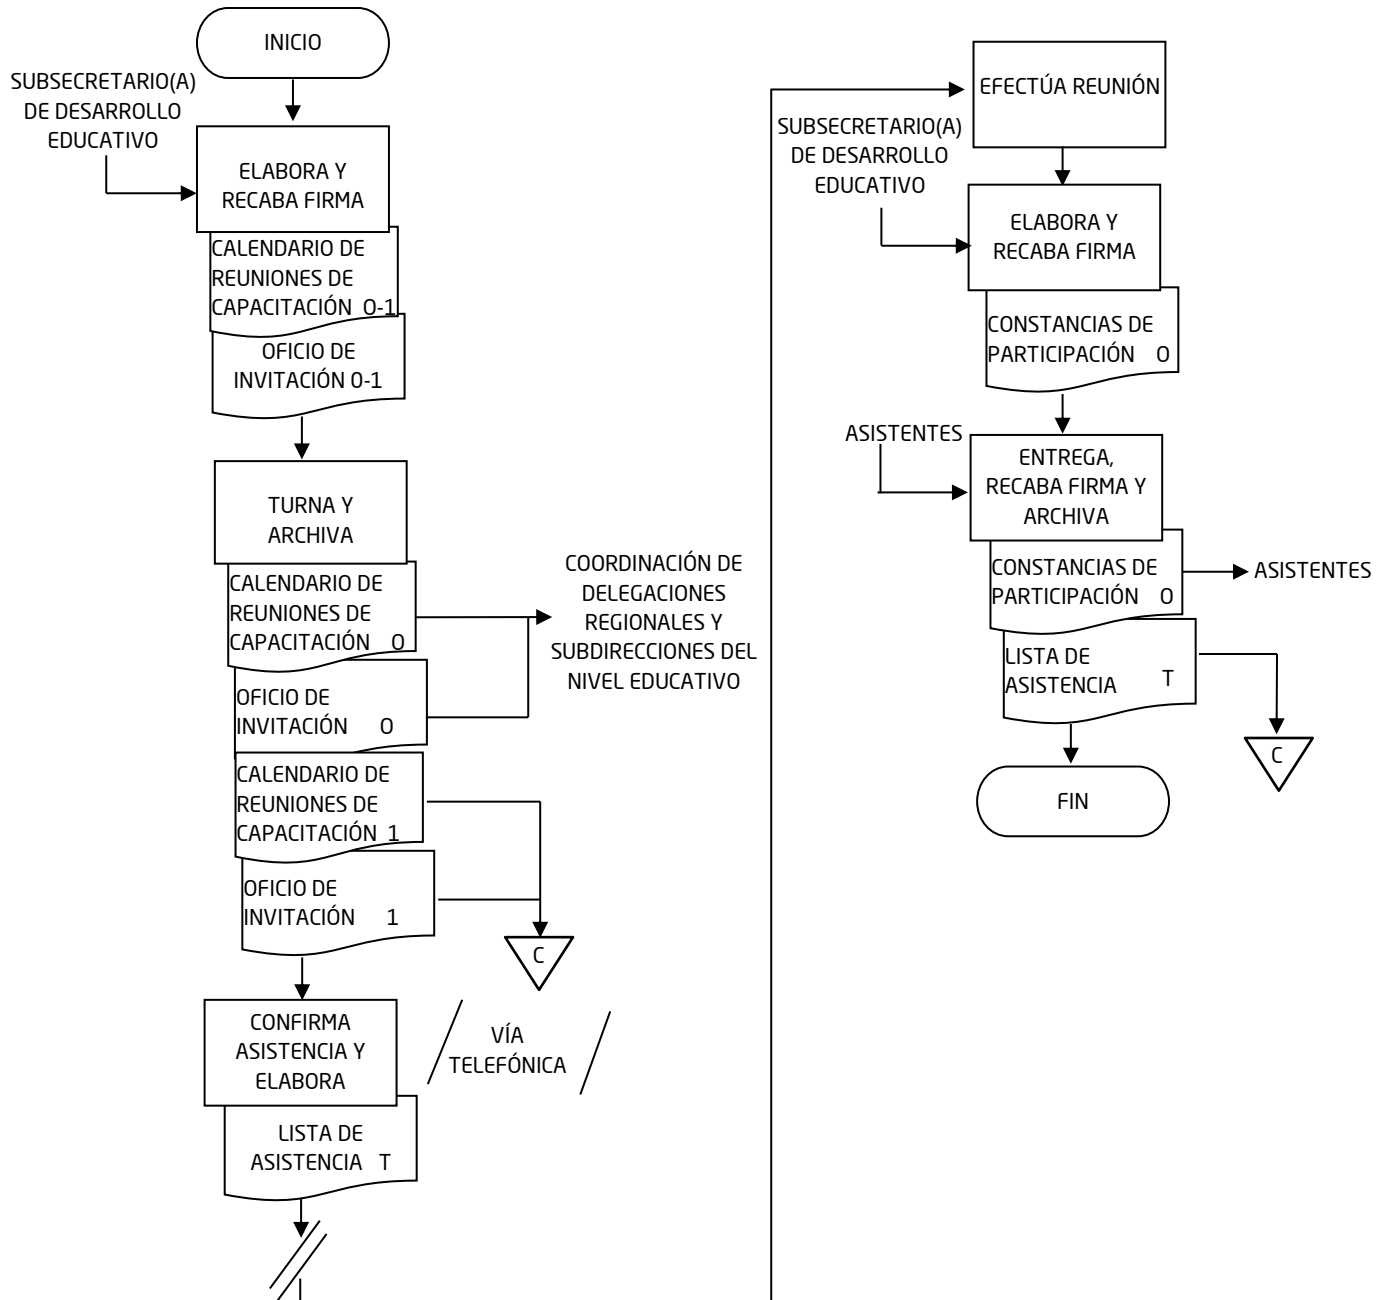 INICIO
SUBSECRETARIO(A)
DE DESARROLLO
EDUCATIVO
ELABORA Y
RECABA FIRMA
CALENDARIO DE
REUNIONES DE
CAPACITACIÓN 0-1
OFICIO DE
INVITACIÓN 0-1
TURNA Y
ARCHIVA
CALENDARIO DE
REUNIONES DE
CAPACITACIÓN 0
OFICIO DE
INVITACIÓN 0
COORDINACIÓN DE
DELEGACIONES
REGIONALES Y
SUBDIRECCIONES DEL
NIVEL EDUCATIVO
CALENDARIO DE
REUNIONES DE
CAPACITACIÓN 1
OFICIO DE
INVITACIÓN 1
C
CONFIRMA
ASISTENCIA Y
ELABORA
VÍA
TELEFÓNICA
LISTA DE
ASISTENCIA T
EFECTÚA REUNIÓN
SUBSECRETARIO(A)
DE DESARROLLO
EDUCATIVO
ELABORA Y
RECABA FIRMA
CONSTANCIAS DE
PARTICIPACIÓN 0
ASISTENTES
ENTREGA,
RECABA FIRMA Y
ARCHIVA
CONSTANCIAS DE
PARTICIPACIÓN 0
ASISTENTES
LISTA DE
ASISTENCIA T
C
FIN